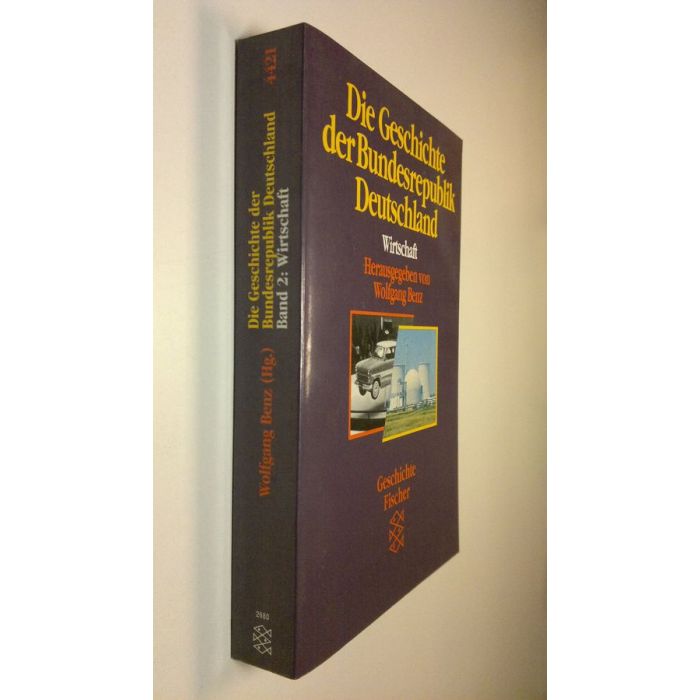 Die Geschichte der
Bundesrepublik Deutschland
Band 2: Wirtschaft
4421
Wolfgang Benz (Hg.)
2980
Die Geschichte
der Bundesrepublik
Deutschland
Wirtschaft
Herausgegeben von
Wolfgang Benz
Geschichte
Fischer